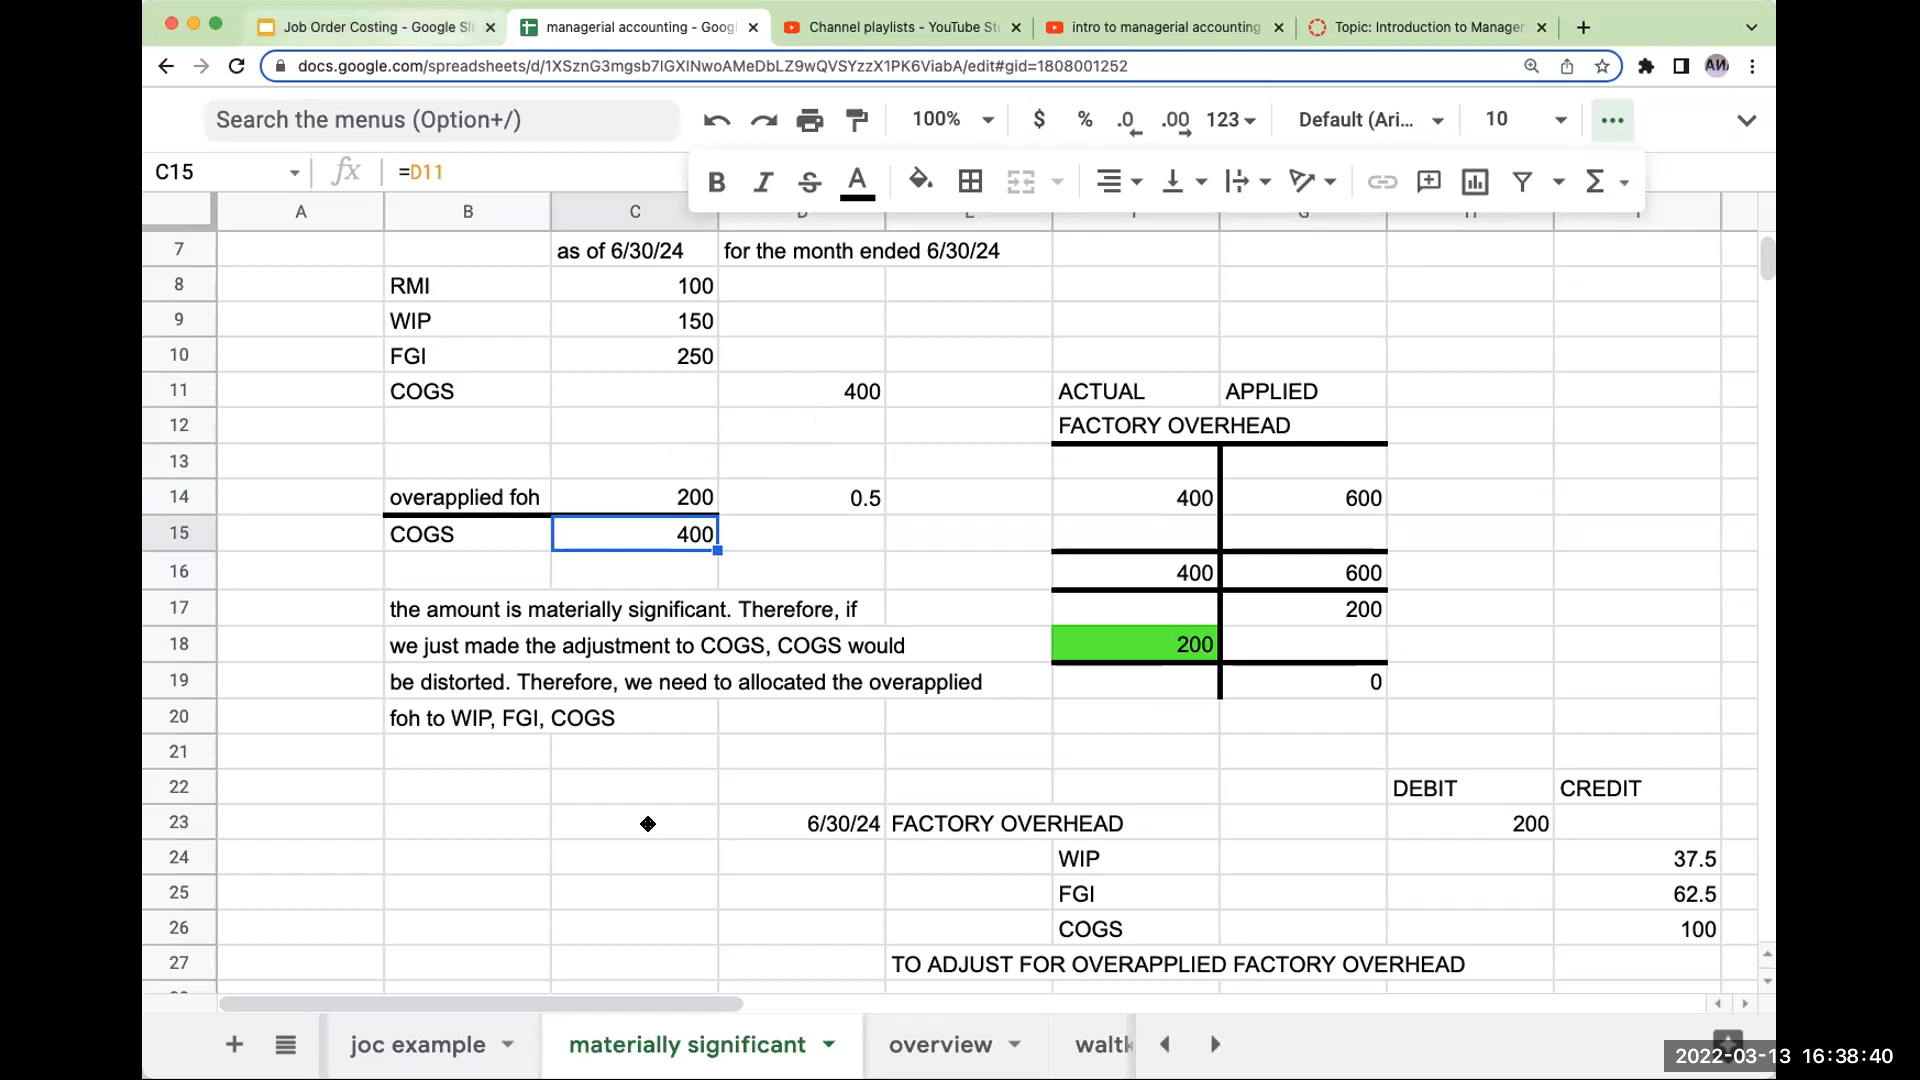 Job Order Costing - Google Sli
managerial accounting - Goog
Channel playlists - YouTube St
intro to managerial accounting
Topic: Introduction to Manager
docs.google.com/spreadsheets/d/1XSznG3mgsb7IGXINwoAMeDbLZ9wQVSYzzX1PK6ViabA/edit#gid=1808001252
Search the menus (Option+/)
100% $ % .0 .00 123 Default (Ari... 10
C15 fx =D11
B I S A
A B C
7 as of 6/30/24 for the month ended 6/30/24
8 RMI 100
9 WIP 150
10 FGI 250
11 COGS 400 ACTUAL APPLIED
12 FACTORY OVERHEAD
13
14 overapplied foh 200 0.5 400 600
15 COGS 400
16 400 600
17 the amount is materially significant. Therefore, if 200
18 we just made the adjustment to COGS, COGS would 200
19 be distorted. Therefore, we need to allocated the overapplied 0
20 foh to WIP, FGI, COGS
21
22 DEBIT CREDIT
23 6/30/24 FACTORY OVERHEAD 200
24 WIP 37.5
25 FGI 62.5
26 COGS 100
27 TO ADJUST FOR OVERAPPLIED FACTORY OVERHEAD
joc example materially significant overview
2022-03-13 16:38:40